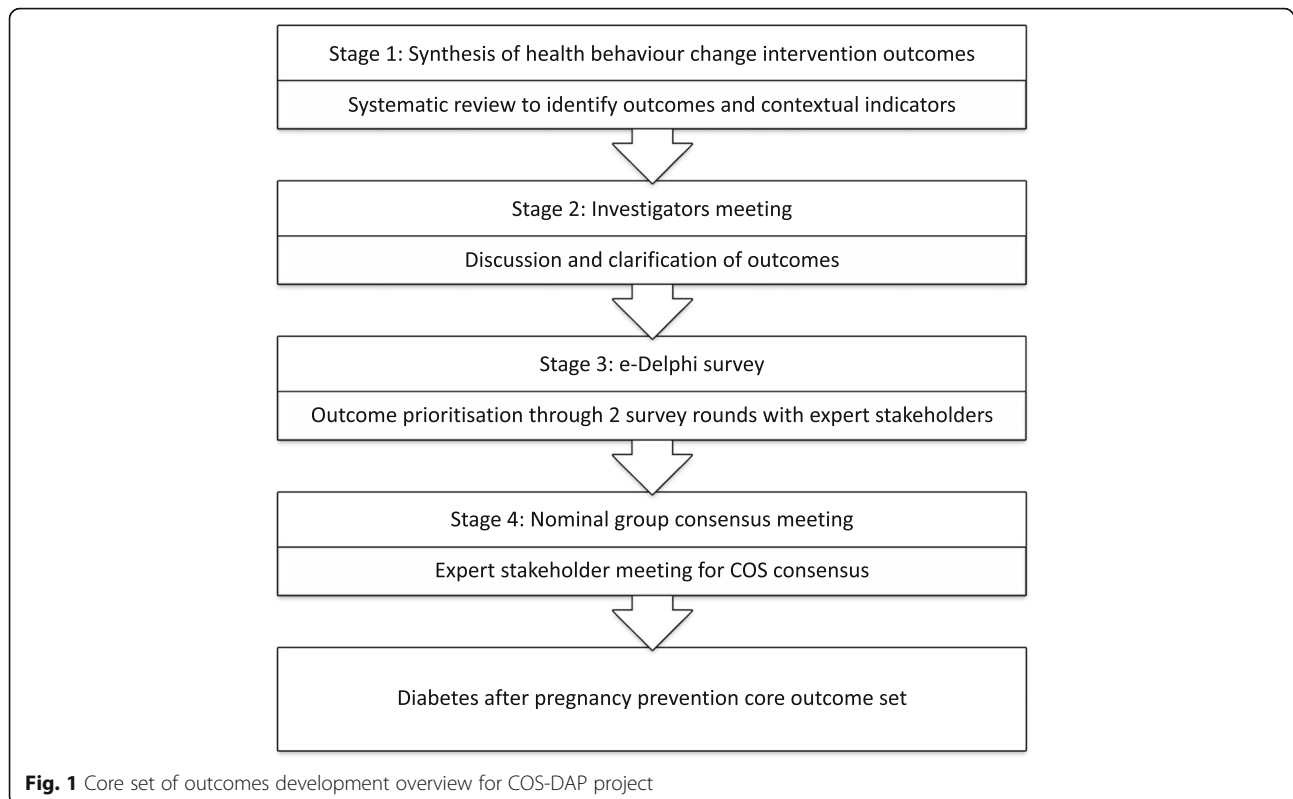 Stage 1: Synthesis of health behaviour change intervention outcomes
Systematic review to identify outcomes and contextual indicators
Stage 2: Investigators meeting
Discussion and clarification of outcomes
Stage 3: e-Delphi survey
Outcome prioritisation through 2 survey rounds with expert stakeholders
Stage 4: Nominal group consensus meeting
Expert stakeholder meeting for COS consensus
Diabetes after pregnancy prevention core outcome set
Fig. 1 Core set of outcomes development overview for COS-DAP project